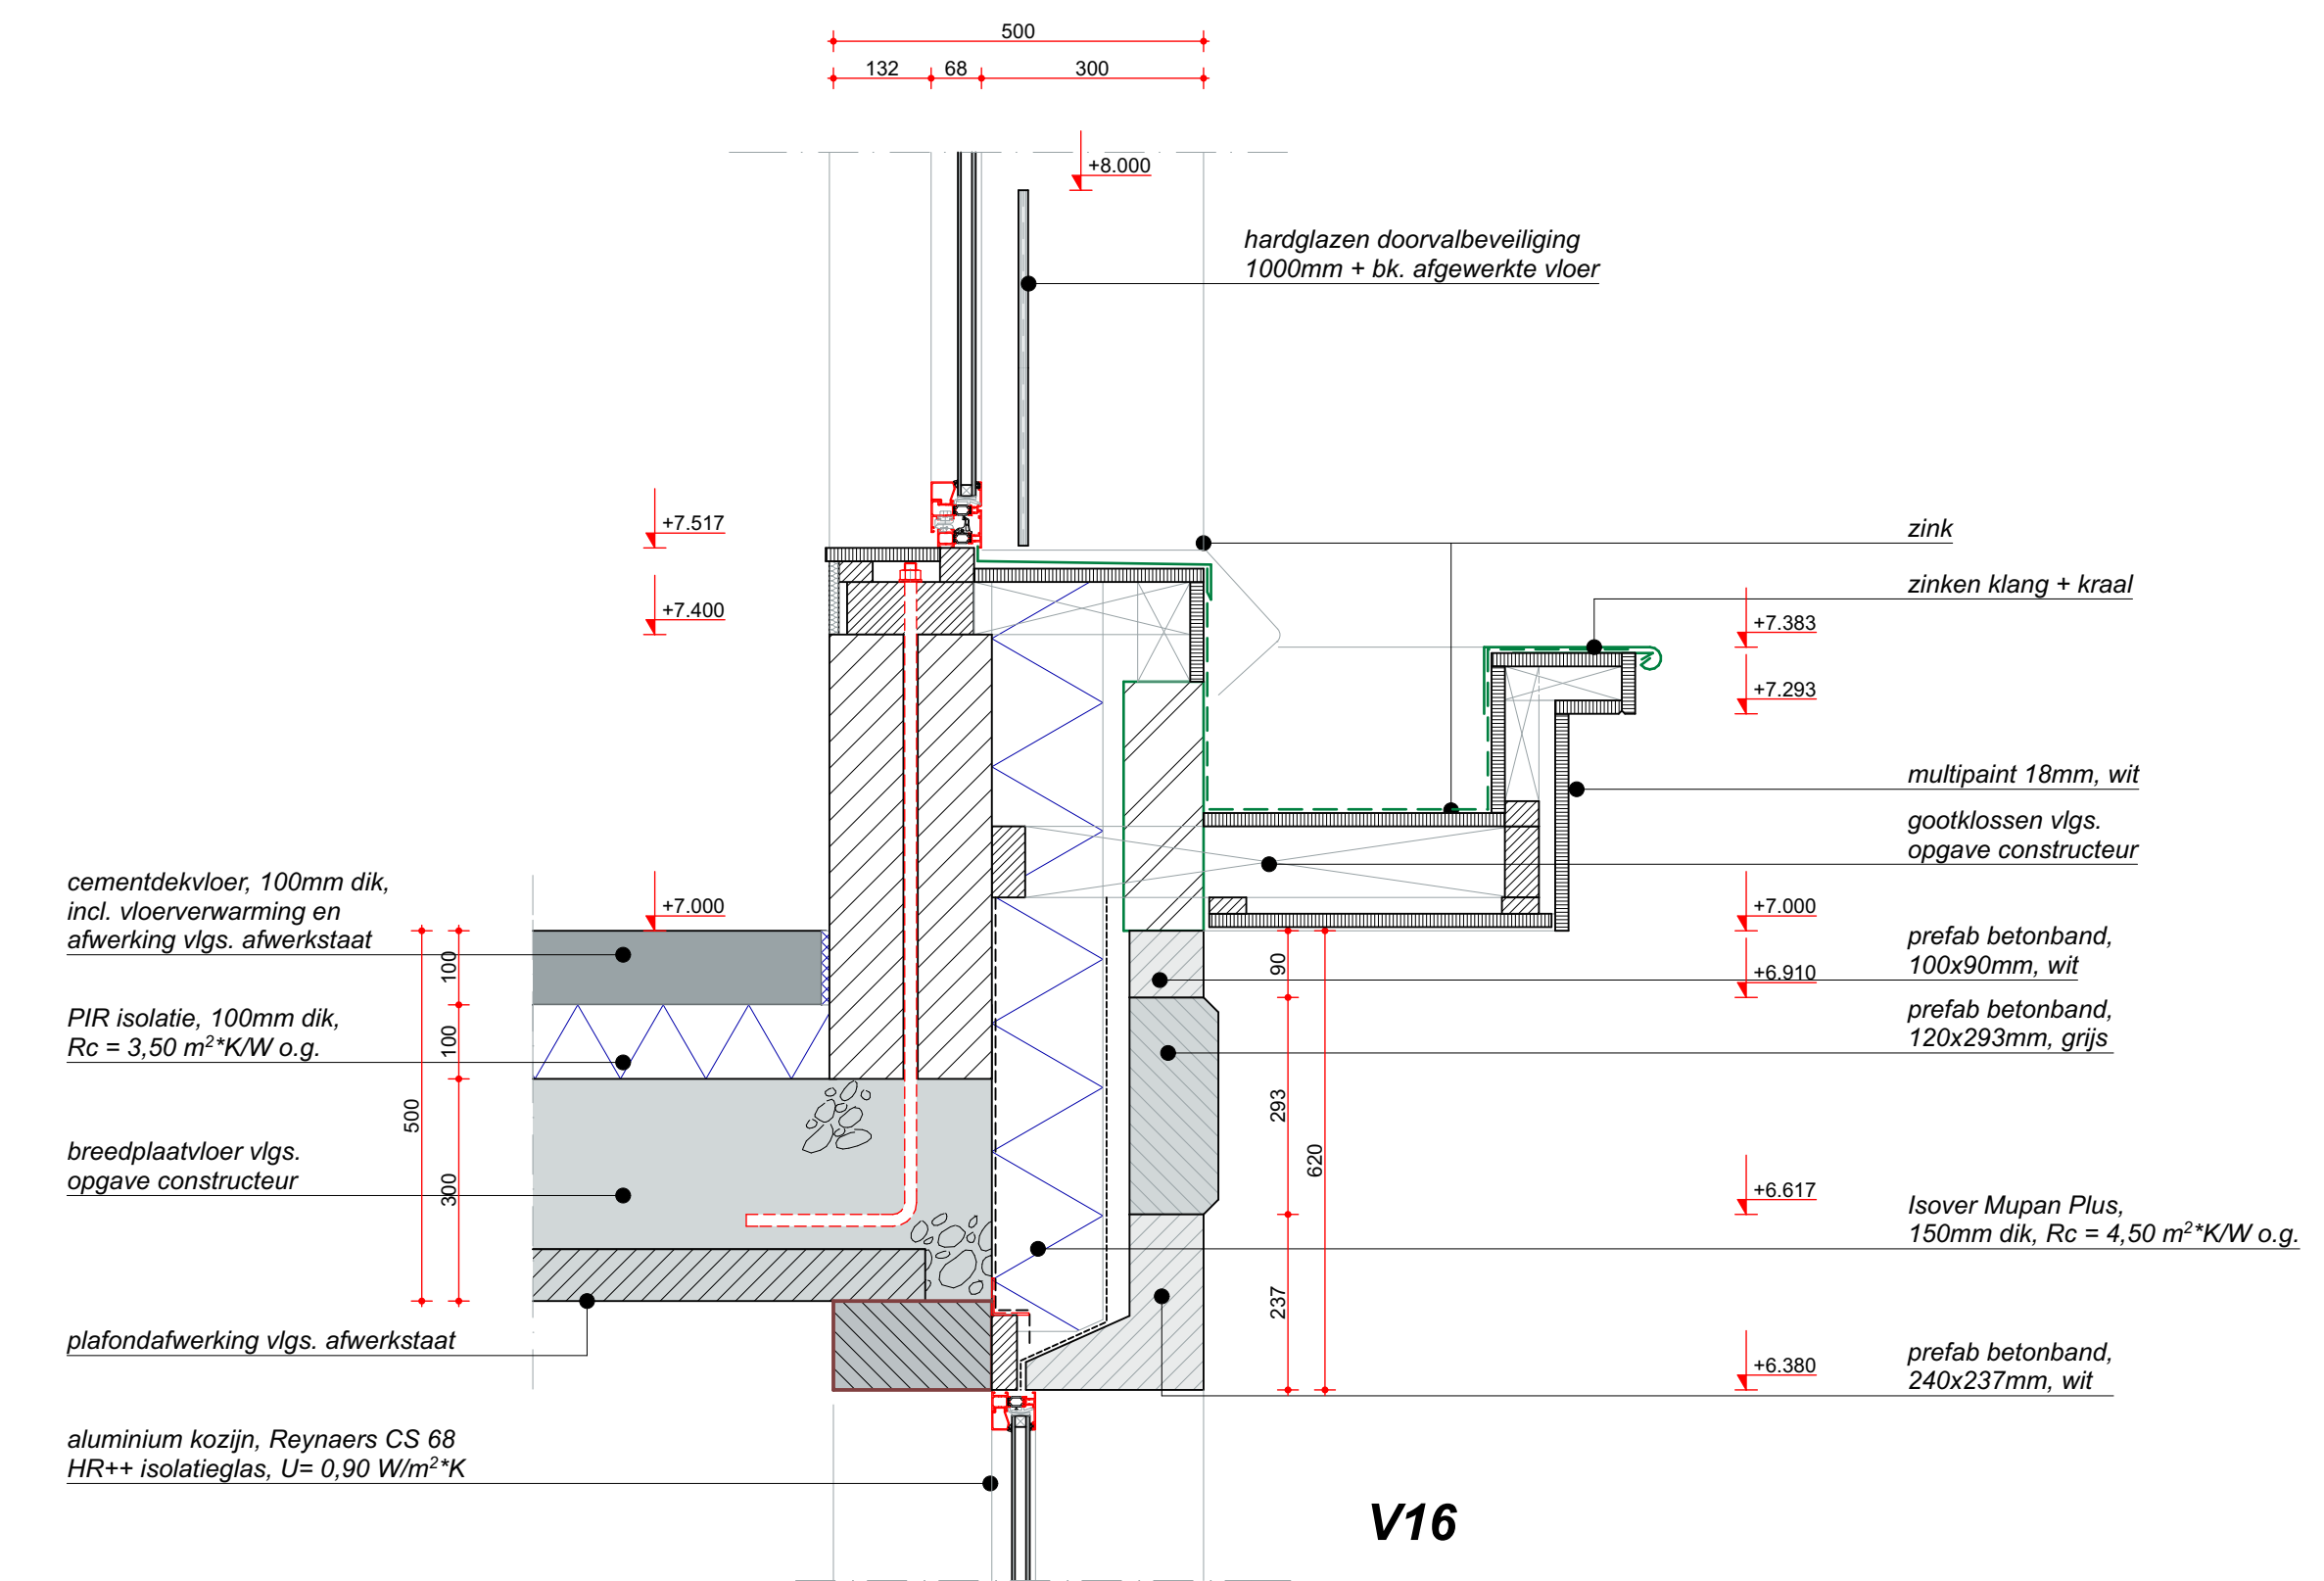 500
132
68
300
+8.000
hardglazen doorvalbeveiliging
1000mm + bk. afgewerkte vloer
+7.517
zink
zinken klang + kraal
+7.400
+7.383
+7.293
multipaint 18mm, wit
gootklossen vlgs.
opgave constructeur
cementdekvloer, 100mm dik,
incl. vloerverwarming en
afwerking vlgs. afwerkstaat
+7.000
+7.000
prefab betonband,
100x90mm, wit
100
90
+6.910
PIR isolatie, 100mm dik,
Rc = 3,50 m²*K/W o.g.
100
prefab betonband,
120x293mm, grijs
500
293
620
breedplaatvloer vlgs.
opgave constructeur
300
+6.617
Isover Mupan Plus,
150mm dik, Rc = 4,50 m²*K/W o.g.
237
plafondafwerking vlgs. afwerkstaat
+6.380
prefab betonband,
240x237mm, wit
aluminium kozijn, Reynaers CS 68
HR++ isolatieglas, U= 0,90 W/m²*K
V16